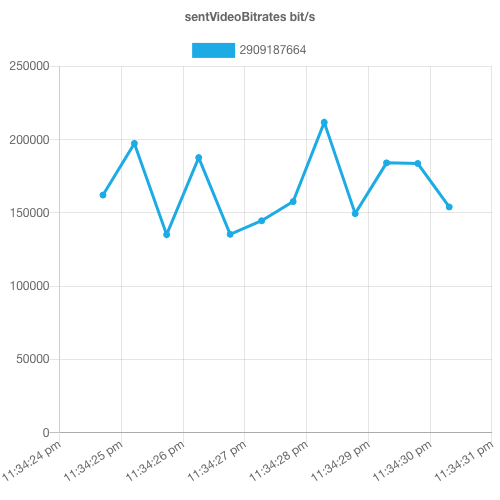 sentVideoBitrates bit/s
2909187664
250000
200000
150000
100000
50000
0
11:34:24 pm
11:34:25 pm
11:34:26 pm
11:34:27 pm
11:34:28 pm
11:34:29 pm
11:34:30 pm
11:34:31 pm